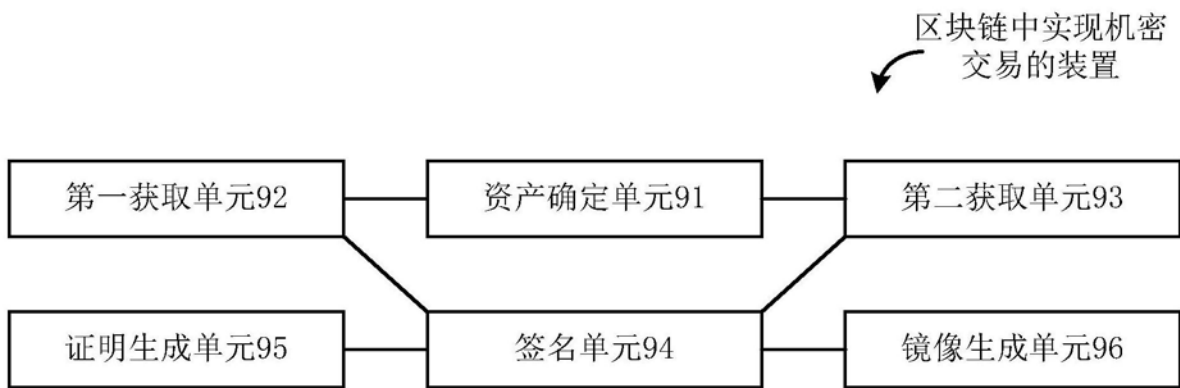 区块链中实现机密
交易的装置
第一获取单元92
资产确定单元91
第二获取单元93
证明生成单元95
签名单元94
镜像生成单元96